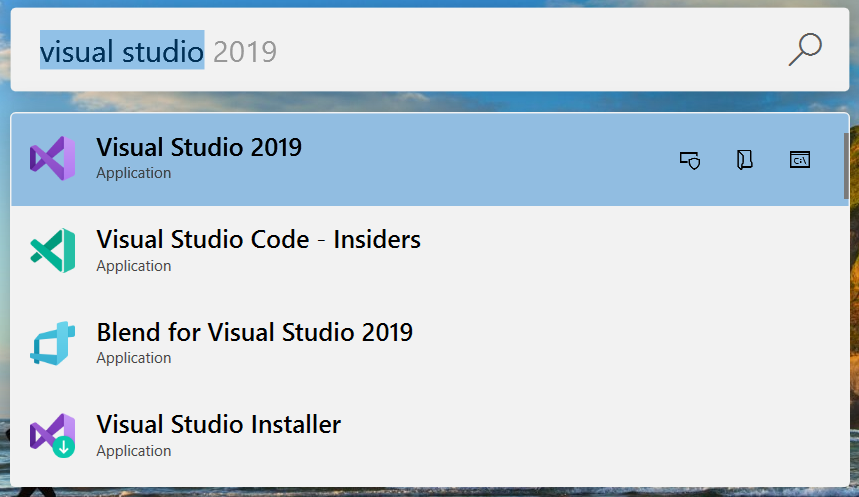 visual studio 2019
Visual Studio 2019
Application
C:\
Visual Studio Code - Insiders
Application
Blend for Visual Studio 2019
Application
Visual Studio Installer
Application